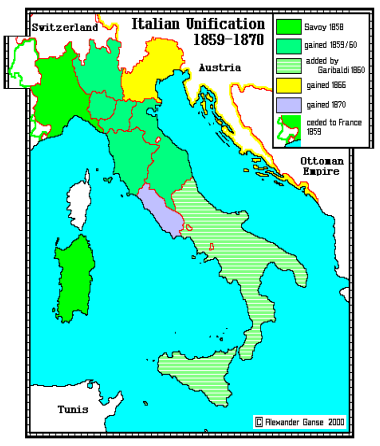 Italian Unification
1859-1870
Switzerland
Austria
Ottoman
Empire
Tunis
Savoy 1858
gained 1859/60
added by
Garibaldi 1860
gained 1866
gained 1870
ceded to France
1859
© Alexander Ganse 2000